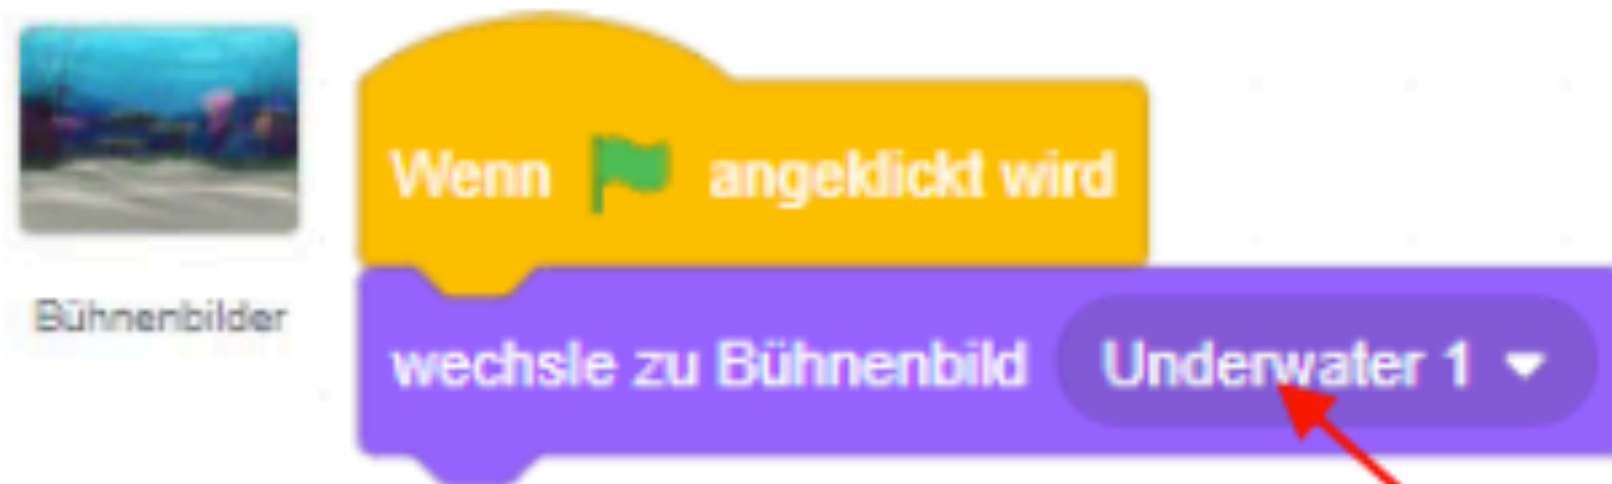 Wenn angeklickt wird
Bühnenbilder
wechsle zu Bühnenbild Underwater 1